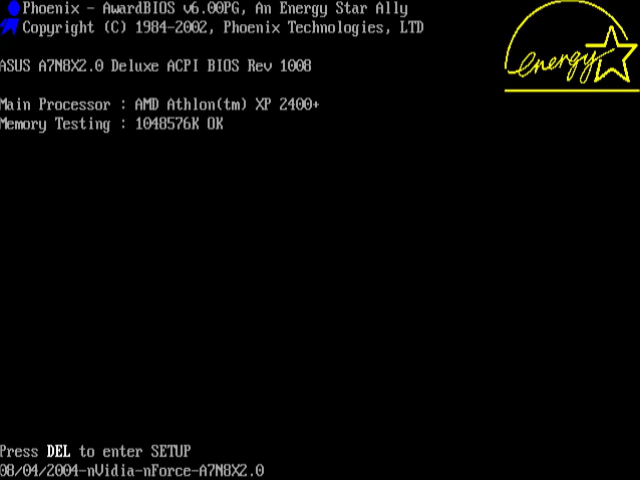 Phoenix - AwardBIOS v6.00PG, An Energy Star Ally
Copyright (C) 1984-2002, Phoenix Technologies, LTD
energy
ASUS A7N8X2.0 Deluxe ACPI BIOS Rev 1008
Main Processor : AMD Athlon(tm) XP 2400+
Memory Testing : 1048576K OK
Press DEL to enter SETUP
08/04/2004-nVidia-nForce-A7N8X2.0